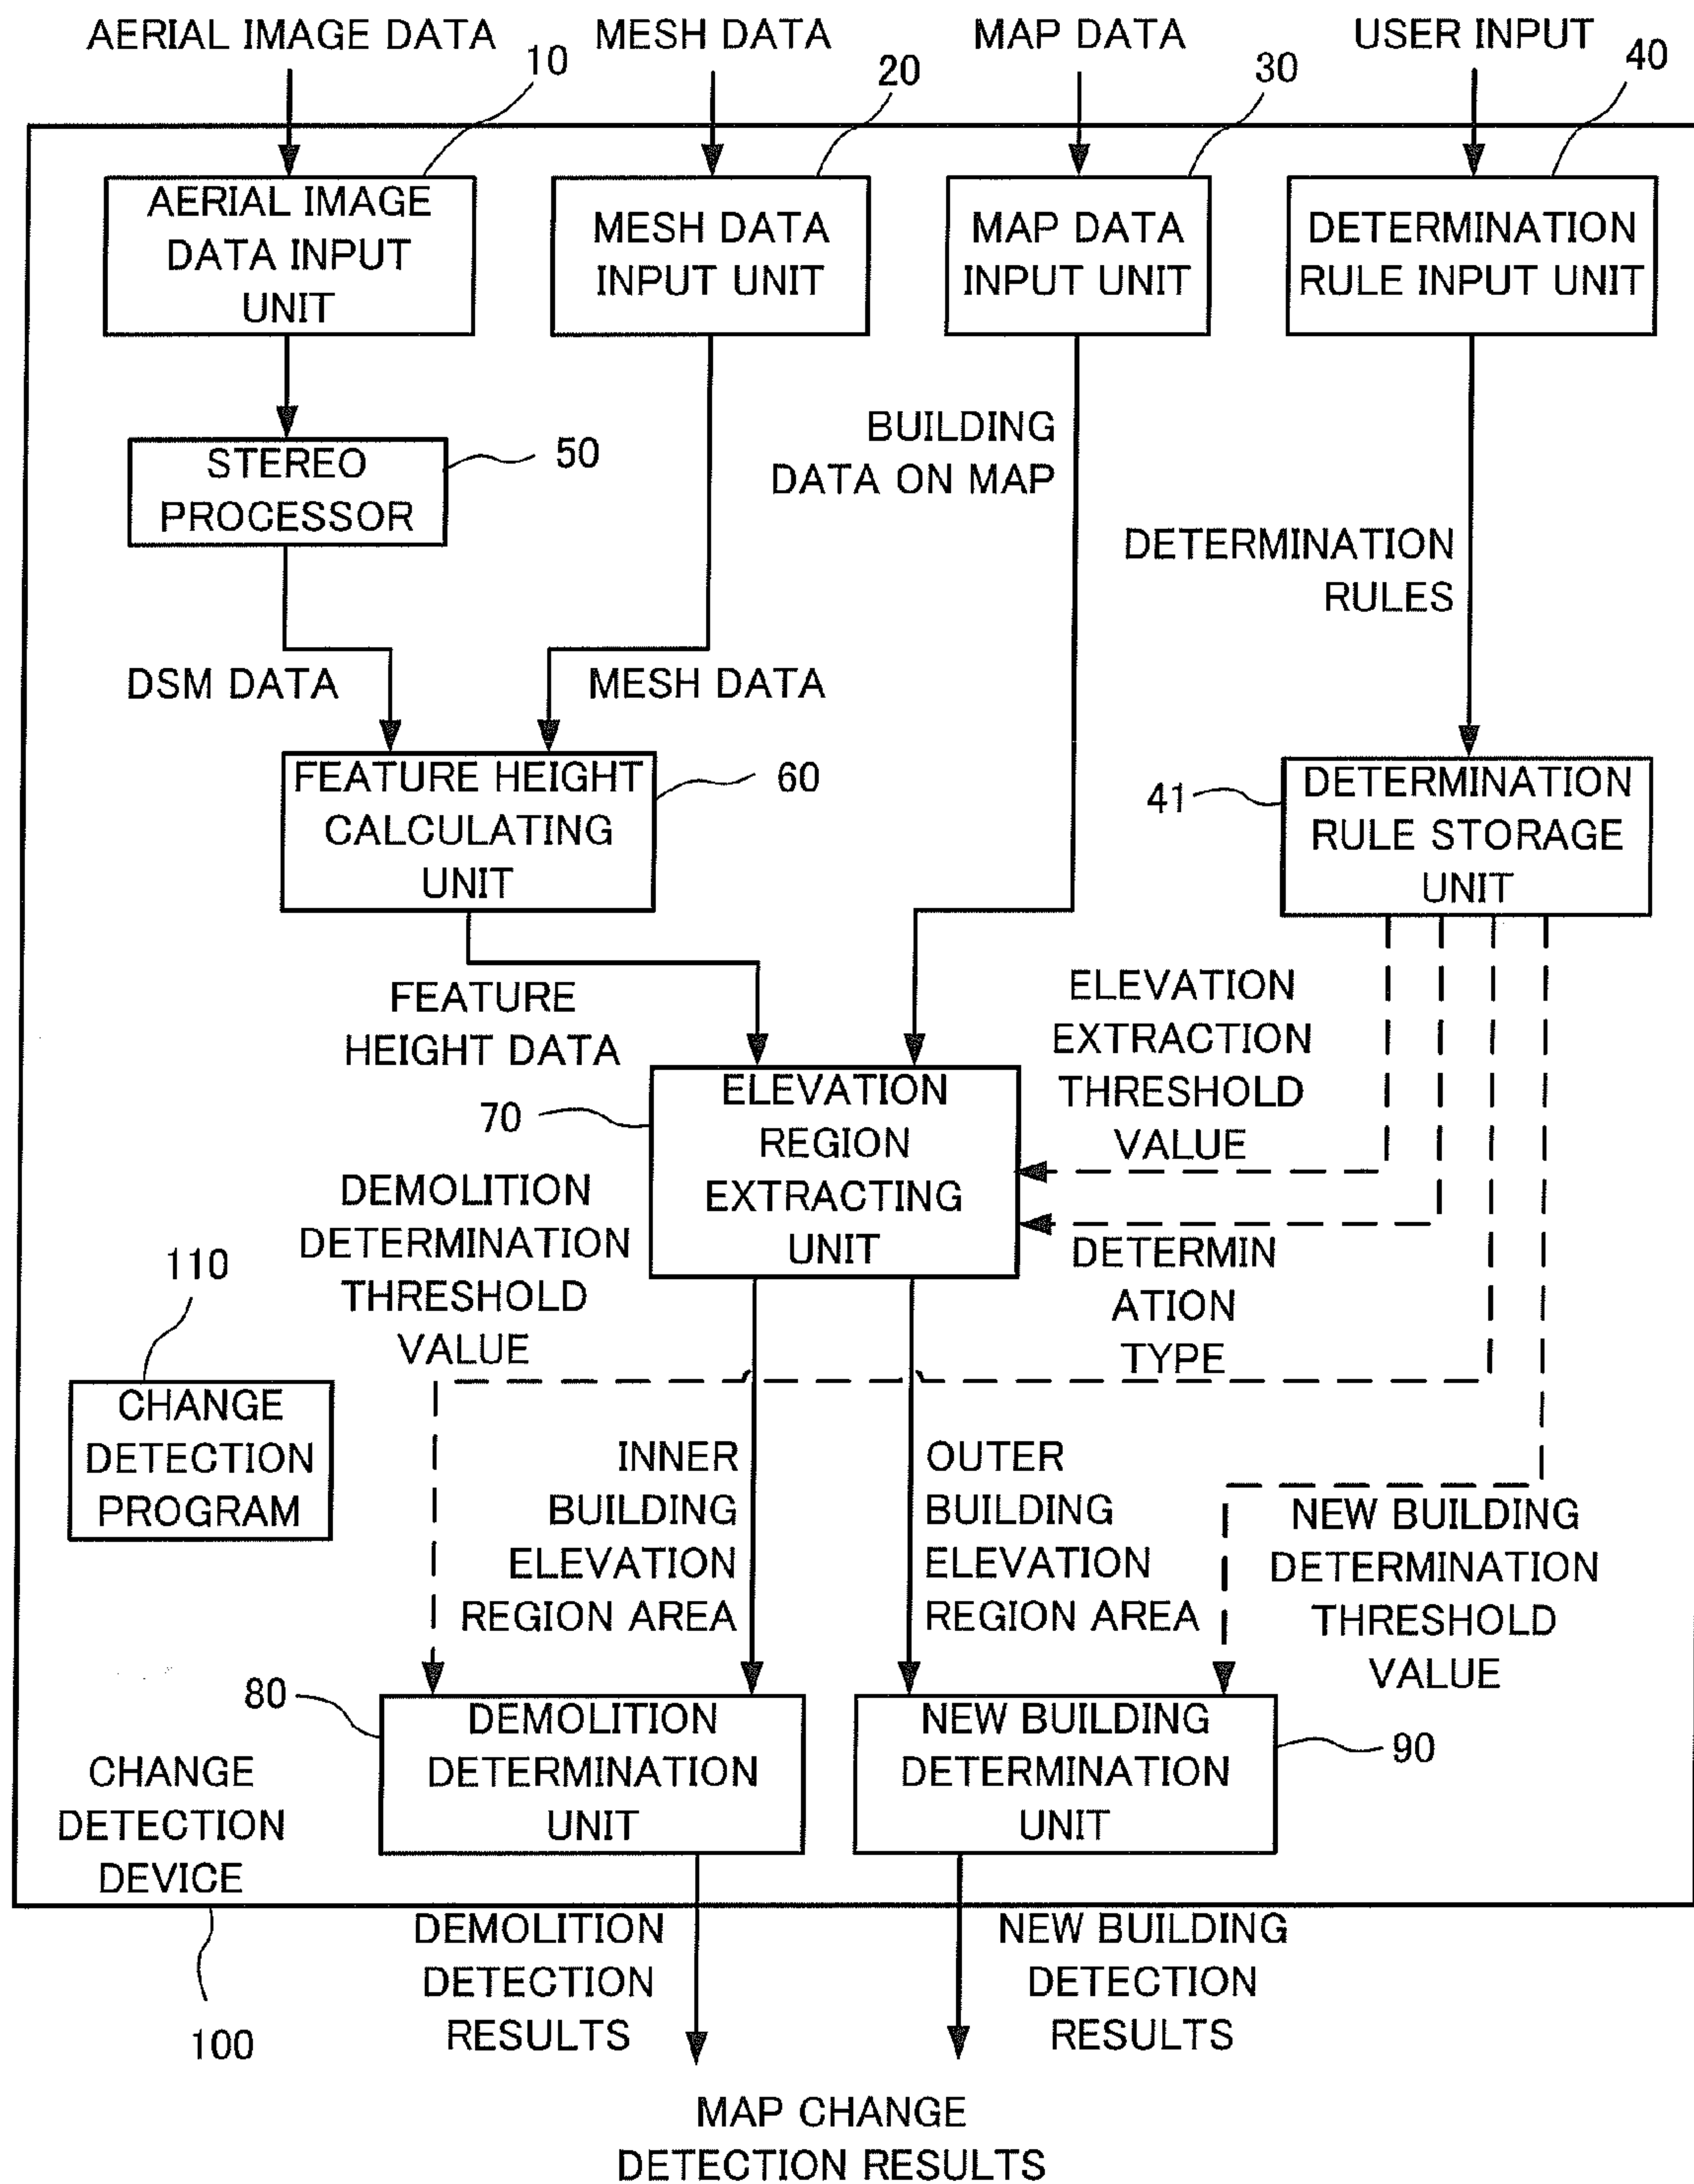 AERIAL IMAGE DATA
MESH DATA
MAP DATA
USER INPUT
10
20
30
40
AERIAL IMAGE
DATA INPUT
UNIT
MESH DATA
INPUT UNIT
MAP DATA
INPUT UNIT
DETERMINATION
RULE INPUT UNIT
STEREO
PROCESSOR
50
BUILDING
DATA ON MAP
DETERMINATION
RULES
DSM DATA
MESH DATA
FEATURE HEIGHT
CALCULATING
UNIT
60
41
DETERMINATION
RULE STORAGE
UNIT
FEATURE
HEIGHT DATA
ELEVATION
EXTRACTION
THRESHOLD
VALUE
70
ELEVATION
REGION
EXTRACTING
UNIT
DEMOLITION
DETERMINATION
THRESHOLD
VALUE
DETERMIN
ATION
TYPE
110
CHANGE
DETECTION
PROGRAM
INNER
BUILDING
ELEVATION
REGION AREA
OUTER
BUILDING
ELEVATION
REGION AREA
NEW BUILDING
DETERMINATION
THRESHOLD
VALUE
80
DEMOLITION
DETERMINATION
UNIT
NEW BUILDING
DETERMINATION
UNIT
90
CHANGE
DETECTION
DEVICE
100
DEMOLITION
DETECTION
RESULTS
NEW BUILDING
DETECTION
RESULTS
MAP CHANGE
DETECTION RESULTS